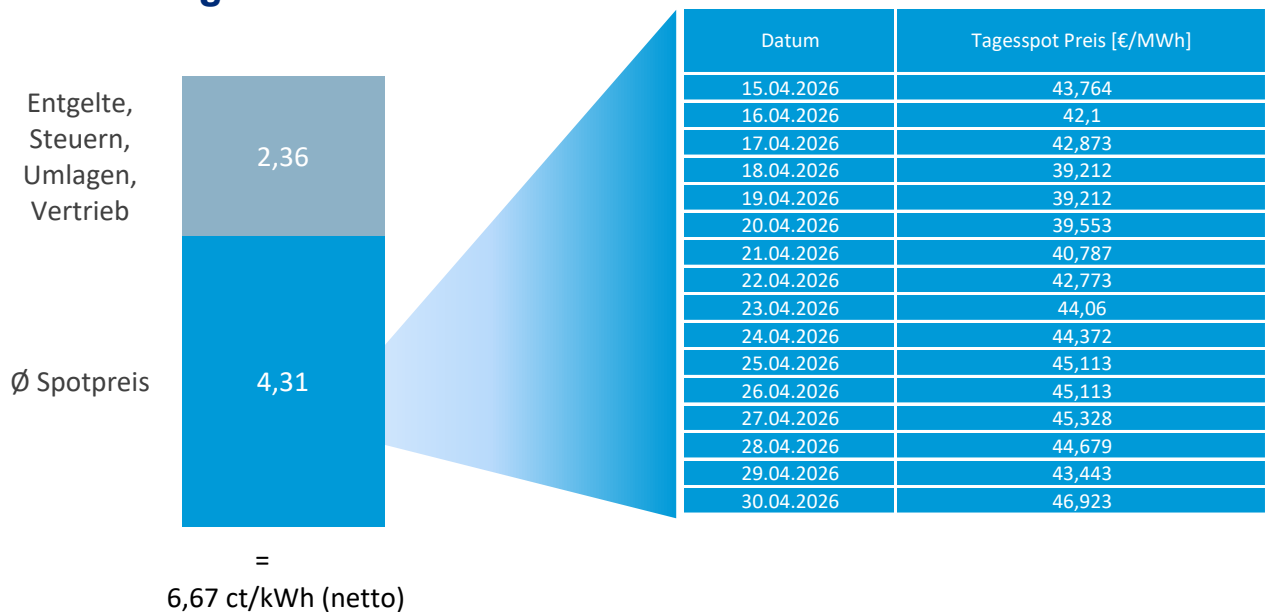 Entgelte,
Steuern,
Umlagen,
Vertrieb
2,36
Ø Spotpreis
4,31
=
6,67 ct/kWh (netto)
Datum Tagesspot Preis [€/MWh]
15.04.2026 43,764
16.04.2026 42,1
17.04.2026 42,873
18.04.2026 39,212
19.04.2026 39,212
20.04.2026 39,553
21.04.2026 40,787
22.04.2026 42,773
23.04.2026 44,06
24.04.2026 44,372
25.04.2026 45,113
26.04.2026 45,113
27.04.2026 45,328
28.04.2026 44,679
29.04.2026 43,443
30.04.2026 46,923